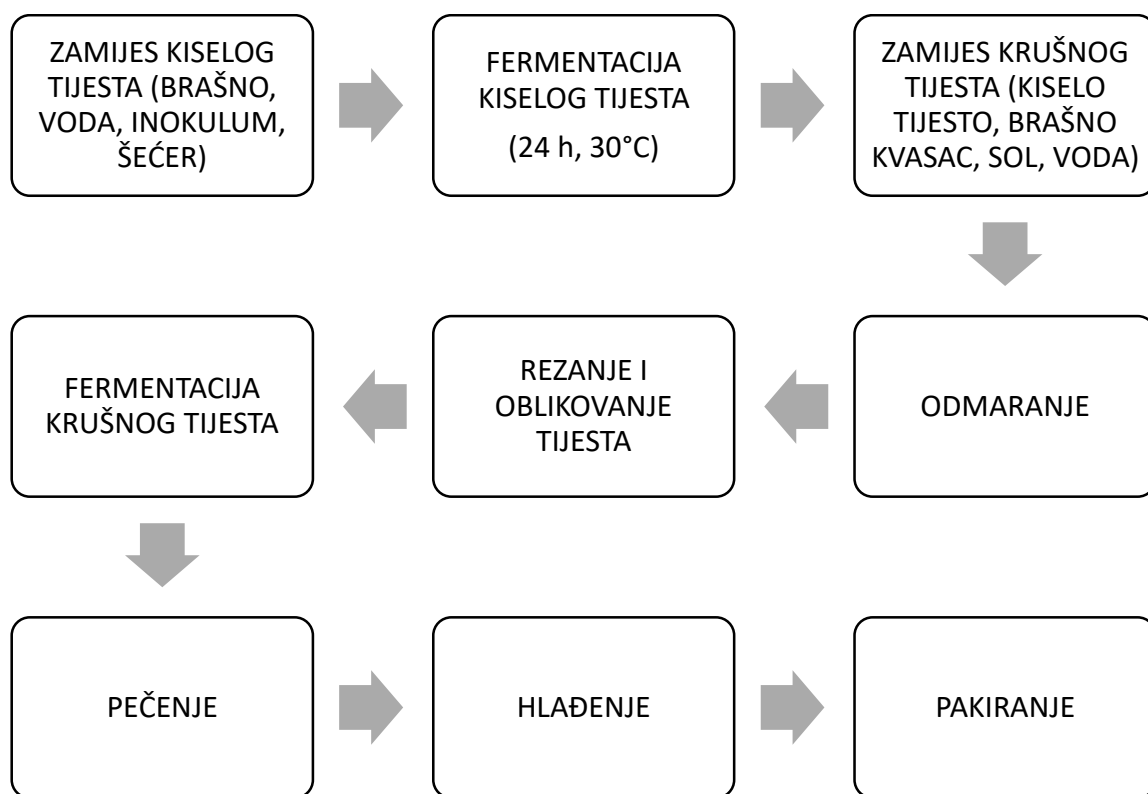 ZAMIJES KISELOG
TIJESTA (BRAŠNO,
VODA, INOKULUM,
ŠEĆER)
FERMENTACIJA
KISELOG TIJESTA
(24 h, 30°C)
ZAMIJES KRUŠNOG
TIJESTA (KISELO
TIJESTO, BRAŠNO
KVASAC, SOL, VODA)
ODMARANJE
REZANJE I
OBLIKOVANJE
TIJESTA
FERMENTACIJA
KRUŠNOG TIJESTA
PEČENJE
HLAĐENJE
PAKIRANJE